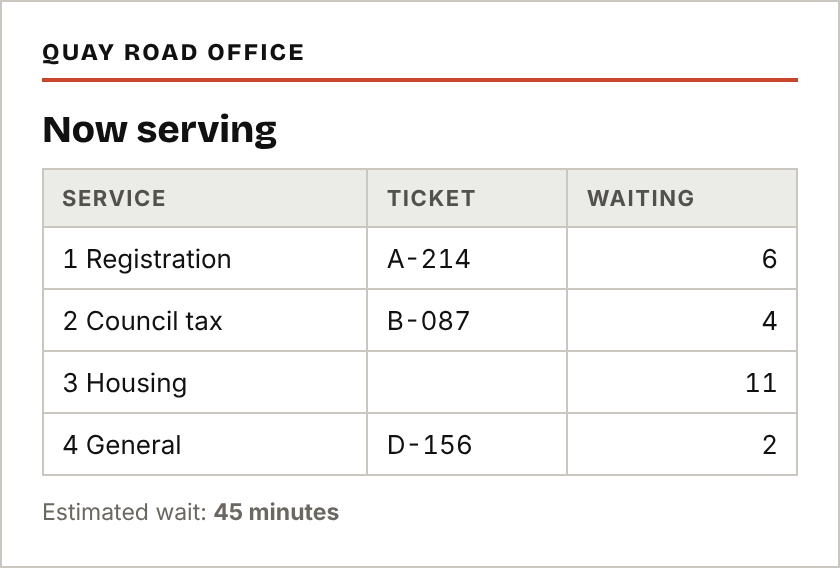 QUAY ROAD OFFICE
Now serving
SERVICE TICKET WAITING
1 Registration A-214 6
2 Council tax B-087 4
3 Housing 11
4 General D-156 2
Estimated wait: 45 minutes